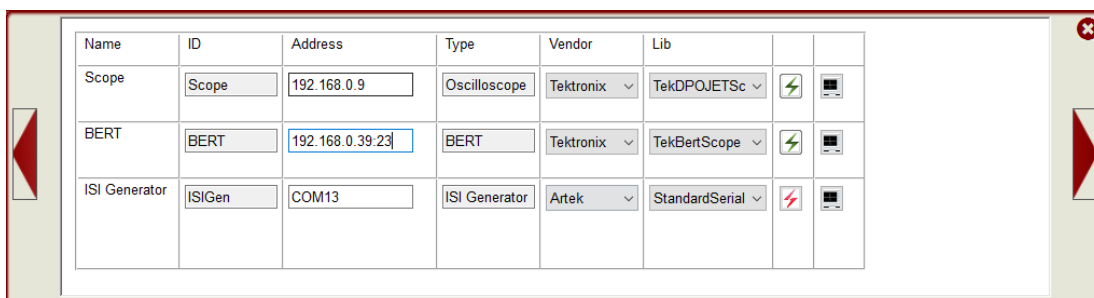 Name ID Address Type Vendor Lib
Scope Scope 192.168.0.9 Oscilloscope Tektronix TekDPOJETSc
BERT BERT 192.168.0.39:23 BERT Tektronix TekBertScope
ISI Generator ISIGen COM13 ISI Generator Artek StandardSerial